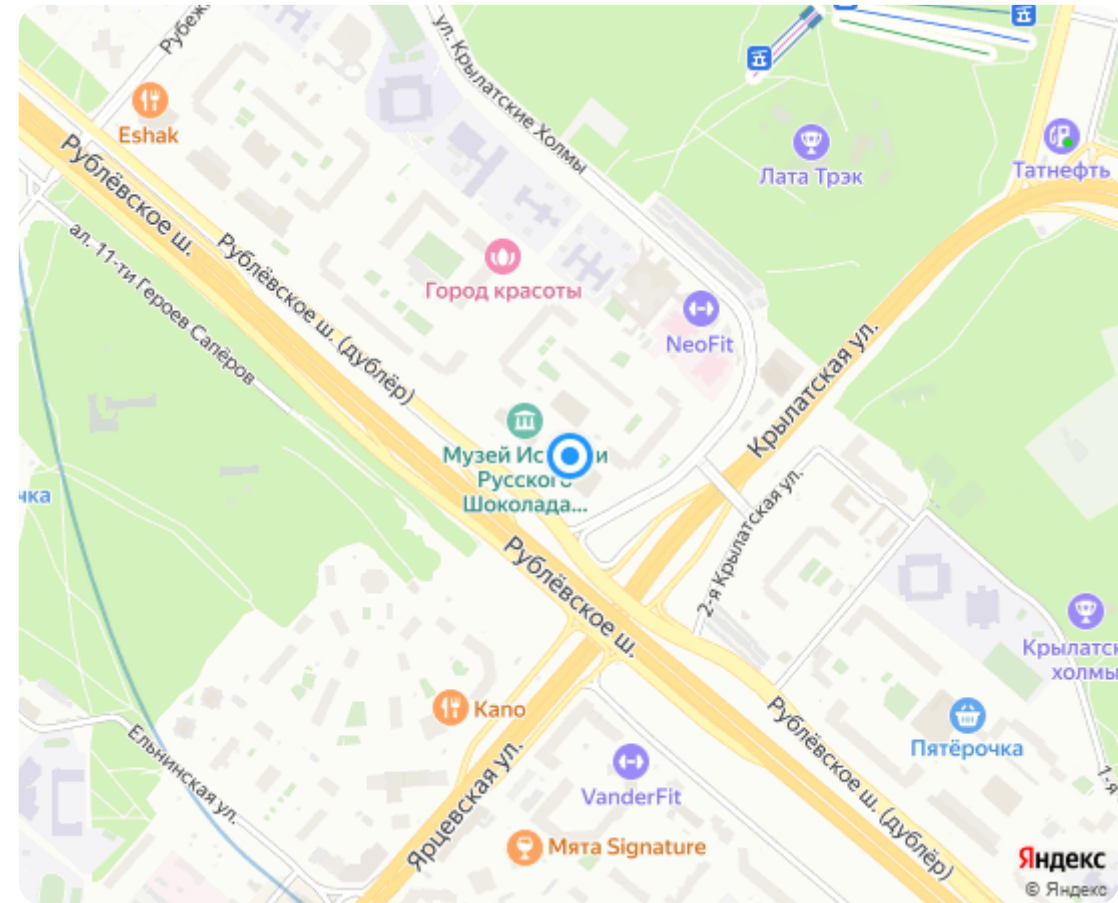 Рубеж
ул. Крылатские Холмы
Eshak
Лата Трэк
Татнефть
Рублёвское ш.
ал. 11-ти Героев Сапёров
Рублёвское ш. (дублёр)
Город красоты
NeoFit
Крылатская ул.
Музей Ис и
Русского
Шоколада...
чка
2-я Крылатская ул.
Рублёвское ш.
Крылатск
холмы
Kano
Пятёрочка
Ельнинская ул.
Ярцевская ул.
VanderFit
Рублёвское ш. (дублёр)
1-я
Мята Signature
Яндекс
© Яндекс